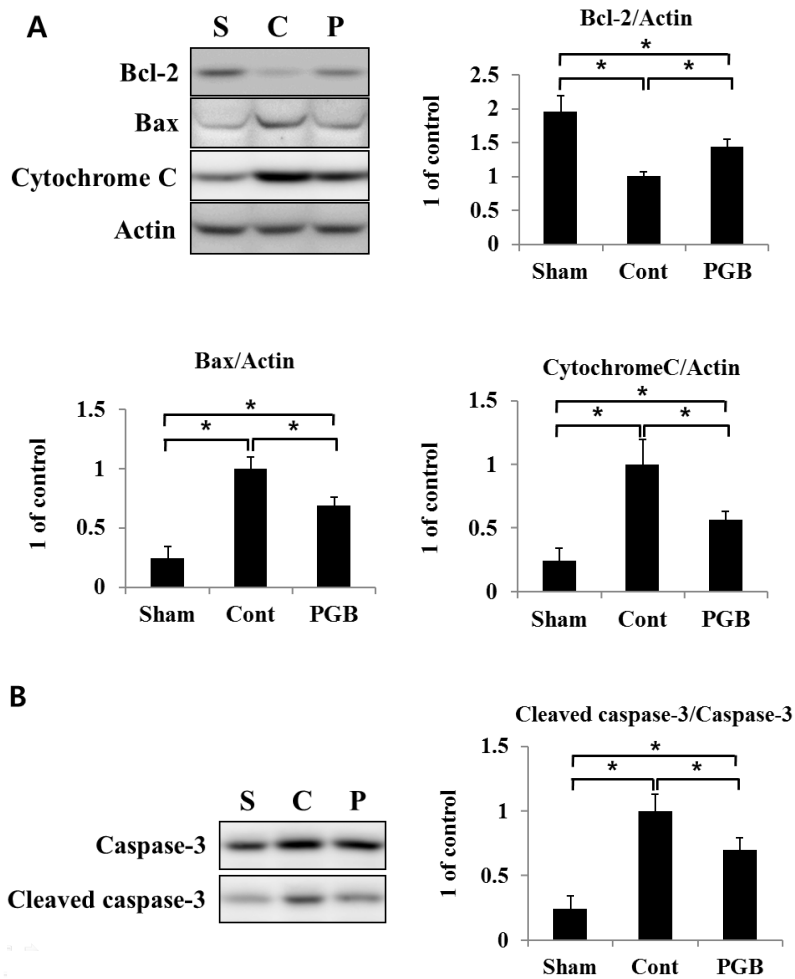 A
S C P
Bcl-2
Bax
Cytochrome C
Actin
Bcl-2/Actin
1 of control
2.5
2
1.5
1
0.5
0
* * *
Sham Cont PGB
Bax/Actin
1 of control
1.5
1
0.5
0
* * *
Sham Cont PGB
CytochromeC/Actin
1 of control
1.5
1
0.5
0
* * *
Sham Cont PGB
B
S C P
Caspase-3
Cleaved caspase-3
Cleaved caspase-3/Caspase-3
1 of control
1.5
1
0.5
0
* * *
Sham Cont PGB